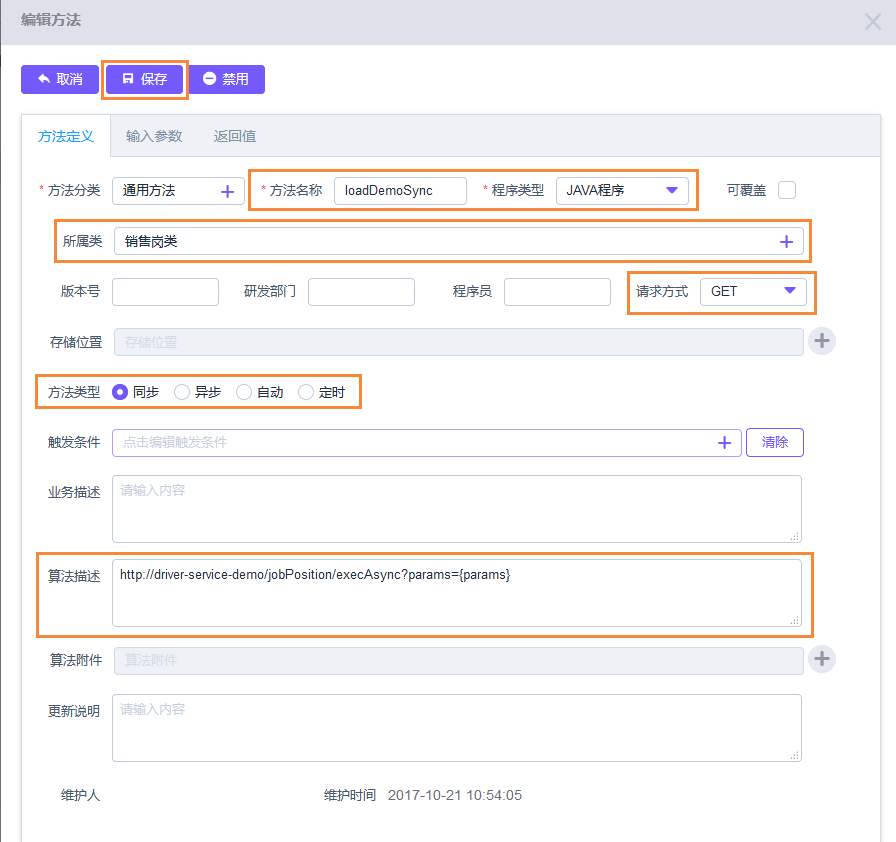 编辑方法
取消 保存 禁用
方法定义 输入参数 返回值
* 方法分类 通用方法 * 方法名称 loadDemoSync * 程序类型 JAVA程序 可覆盖
所属类 销售岗类
版本号 研发部门 程序员 请求方式 GET
存储位置 存储位置
方法类型 同步 异步 自动 定时
触发条件 点击编辑触发条件 清除
业务描述 请输入内容
算法描述 http://driver-service-demo/jobPosition/execAsync?params={params}
算法附件 算法附件
更新说明 请输入内容
维护人 维护时间 2017-10-21 10:54:05